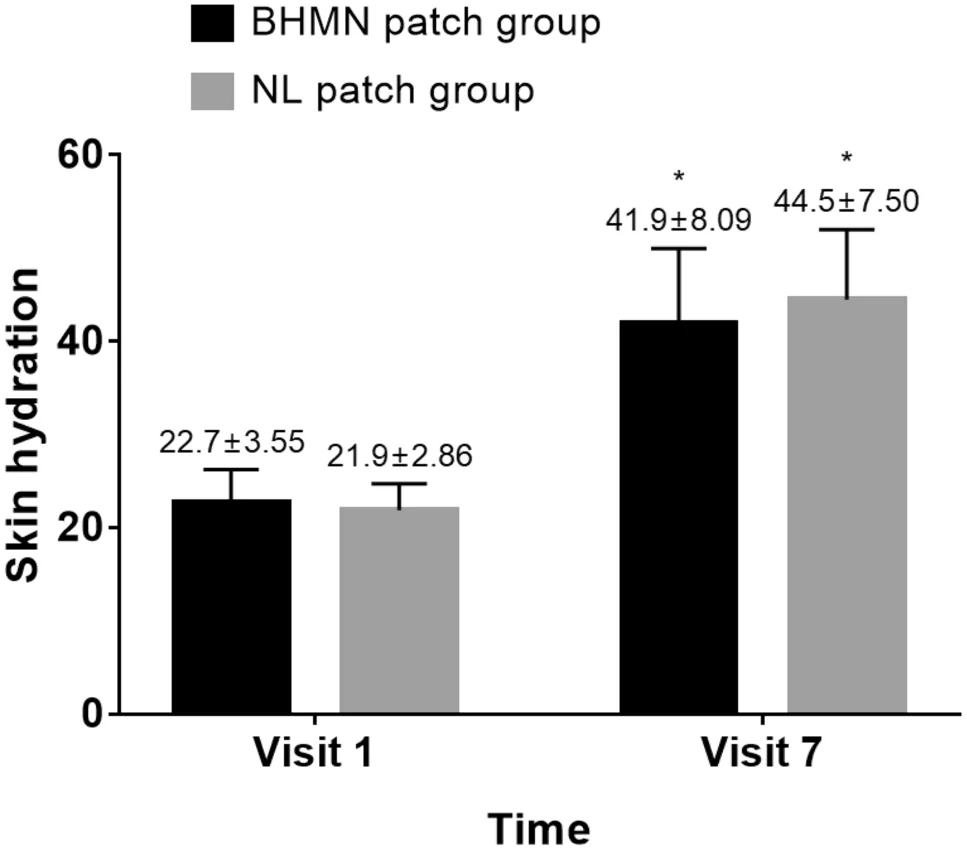 BHMN patch group
NL patch group
Skin hydration
60
40
20
0
22.7±3.55
21.9±2.86
*
41.9±8.09
*
44.5±7.50
Visit 1
Visit 7
Time